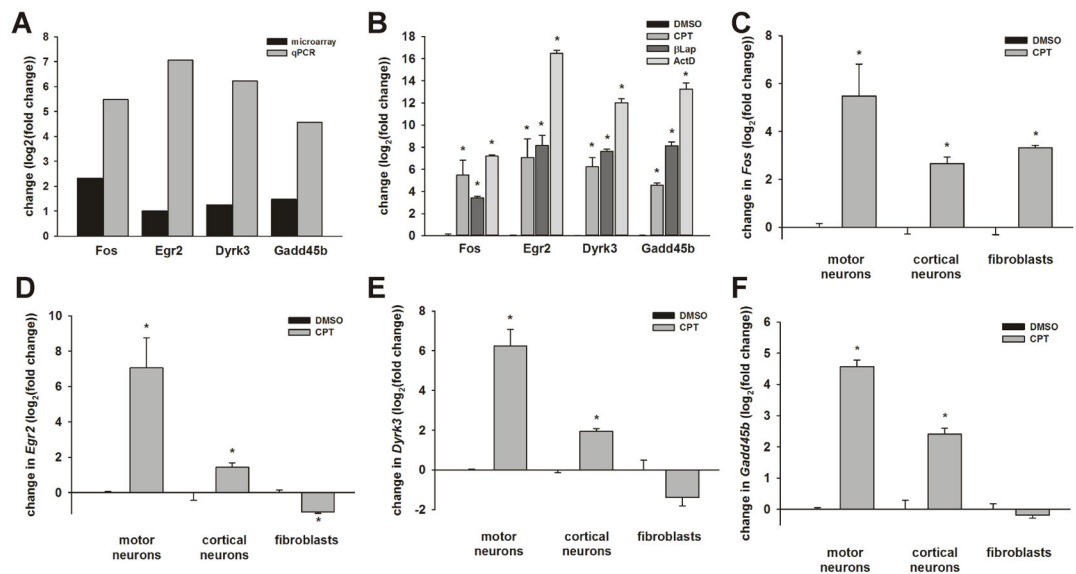 A
change (log2(fold change))
8
7
6
5
4
3
2
1
0
microarray
qPCR
Fos Egr2 Dyrk3 Gadd45b
B
change (log₂(fold change))
18
16
14
12
10
8
6
4
2
0
DMSO
CPT
βLap
ActD
* * * * * * * * * * * *
Fos Egr2 Dyrk3 Gadd45b
C
change in Fos (log₂(fold change))
8
6
4
2
0
DMSO
CPT
* * *
motor neurons
cortical neurons
fibroblasts
D
change in Egr2 (log₂(fold change))
10
8
6
4
2
0
DMSO
CPT
* * *
motor neurons
cortical neurons
fibroblasts
E
change in Dyrk3 (log₂(fold change))
8
6
4
2
0
-2
DMSO
CPT
* *
motor neurons
cortical neurons
fibroblasts
F
change in Gadd45b (log₂(fold change))
6
5
4
3
2
1
0
DMSO
CPT
* *
motor neurons
cortical neurons
fibroblasts